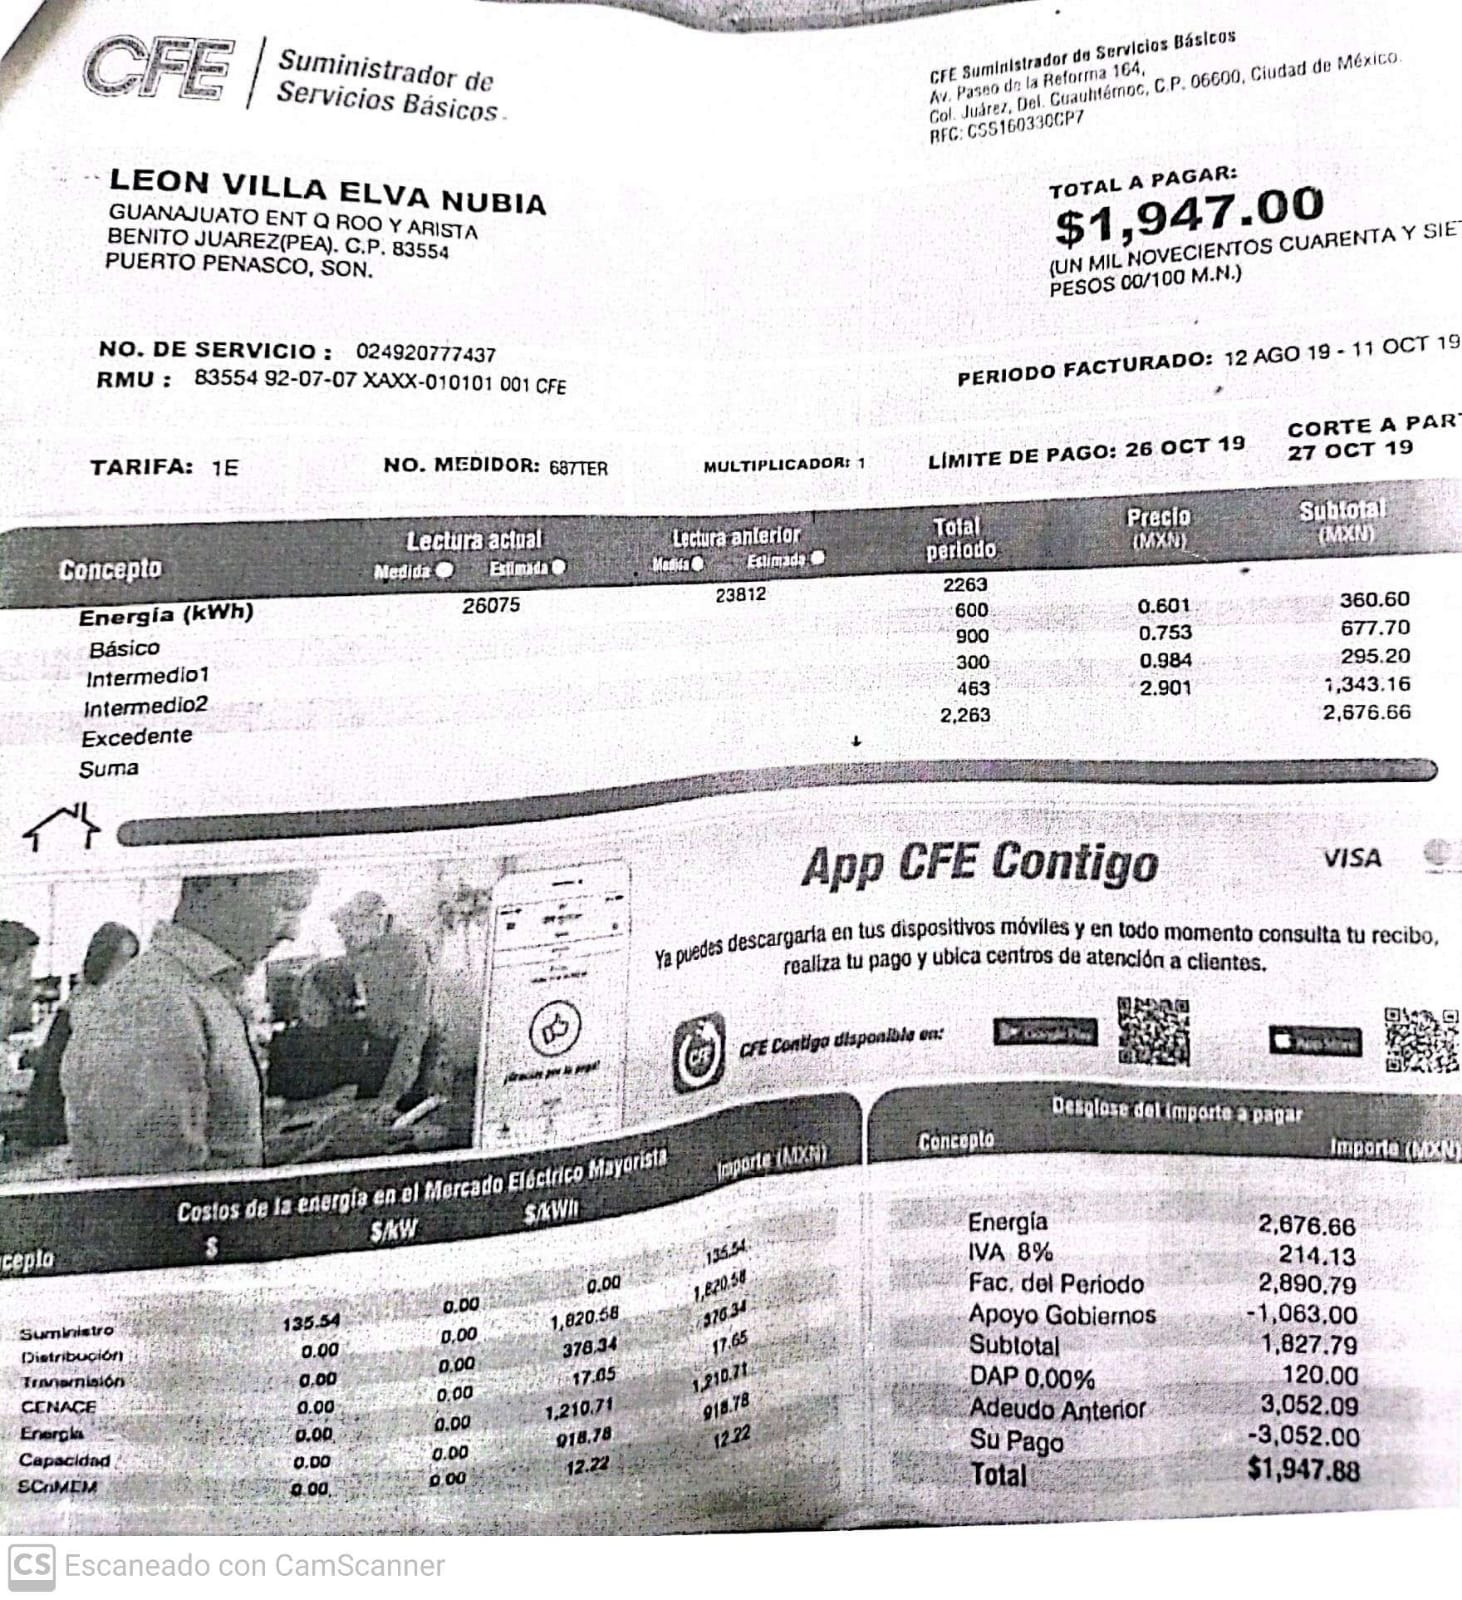 CFE Suministrador de
Servicios Básicos.
CFE Suministrador de Servicios Básicos
Av. Paseo de la Reforma 164,
Col. Juárez, Del. Cuauhtémoc, C.P. 06600, Ciudad de México.
RFC: CSS160330CP7
LEON VILLA ELVA NUBIA
GUANAJUATO ENT Q ROO Y ARISTA
BENITO JUAREZ(PEA). C.P. 83554
PUERTO PENASCO, SON.
TOTAL A PAGAR:
$1,947.00
(UN MIL NOVECIENTOS CUARENTA Y SIE
PESOS 00/100 M.N.)
NO. DE SERVICIO : 024920777437
RMU : 83554 92-07-07 XAXX-010101 001 CFE
PERIODO FACTURADO: 12 AGO 19 - 11 OCT 19
TARIFA: 1E NO. MEDIDOR: 687TER MULTIPLICADOR: 1 LÍMITE DE PAGO: 26 OCT 19
CORTE A PAR
27 OCT 19
Concepto Lectura actual Lectura anterior Total periodo Precio (MXN) Subtotal (MXN)
Medida Estimada Medida Estimada
Energía (kWh) 26075 23812 2263
Básico 600 0.601 360.60
Intermedio1 900 0.753 677.70
Intermedio2 300 0.984 295.20
Excedente 463 2.901 1,343.16
Suma 2,263 2,676.66
App CFE Contigo
VISA
Ya puedes descargarla en tus dispositivos móviles y en todo momento consulta tu recibo,
realiza tu pago y ubica centros de atención a clientes.
CFE Contigo disponible en:
¡Gracias por tu pago!
Costos de la energía en el Mercado Eléctrico Mayorista
cepto $ $/kW $/kWh Importe (MXN)
Suministro 135.54 0.00 0.00 135.54
Distribución 0.00 0.00 1,820.58 1,820.58
Transmisión 0.00 0.00 376.34 376.34
CENACE 0.00 0.00 17.65 17.65
Energía 0.00 0.00 1,210.71 1,210.71
Capacidad 0.00 0.00 918.78 918.78
SCnMEM 0.00 0.00 12.22 12.22
Desglose del importe a pagar
Concepto Importe (MXN)
Energía 2,676.66
IVA 8% 214.13
Fac. del Periodo 2,890.79
Apoyo Gobiernos -1,063.00
Subtotal 1,827.79
DAP 0.00% 120.00
Adeudo Anterior 3,052.09
Su Pago -3,052.00
Total $1,947.88
CS Escaneado con CamScanner